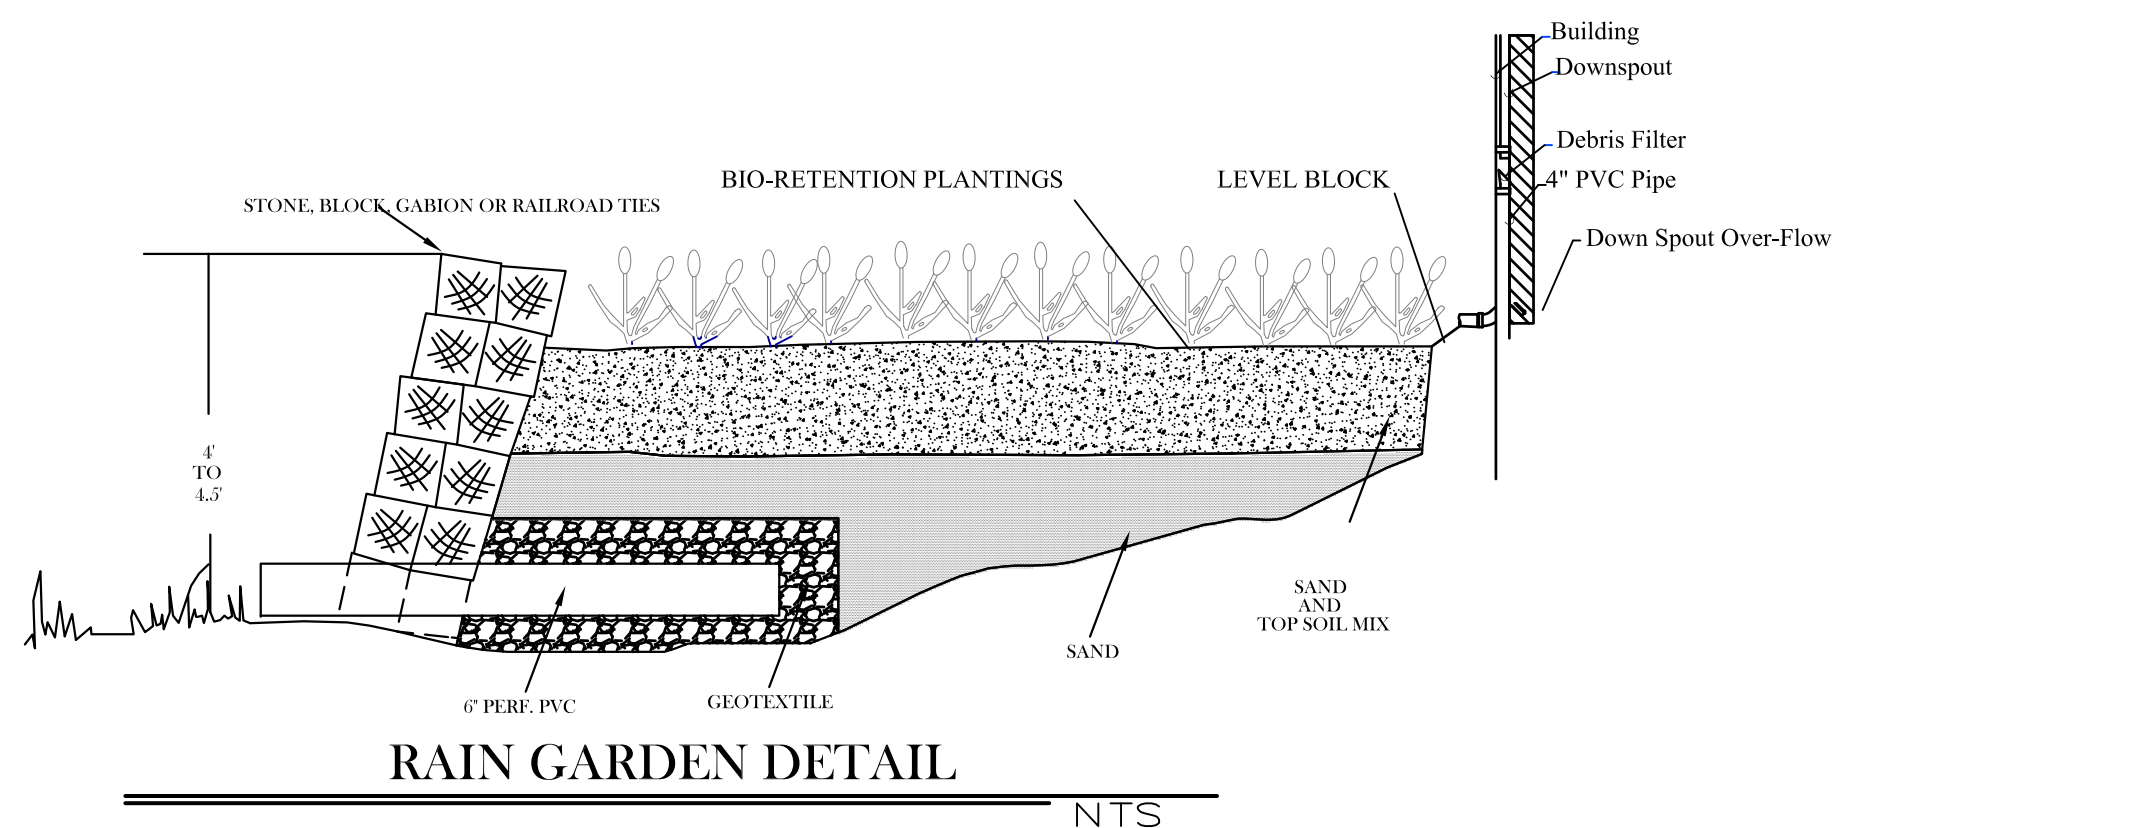 Building
Downspout
Debris Filter
4" PVC Pipe
Down Spout Over-Flow
BIO-RETENTION PLANTINGS
LEVEL BLOCK
STONE, BLOCK, GABION OR RAILROAD TIES
4'
TO
4.5'
SAND
AND
TOP SOIL MIX
SAND
6" PERF. PVC
GEOTEXTILE
RAIN GARDEN DETAIL
NTS